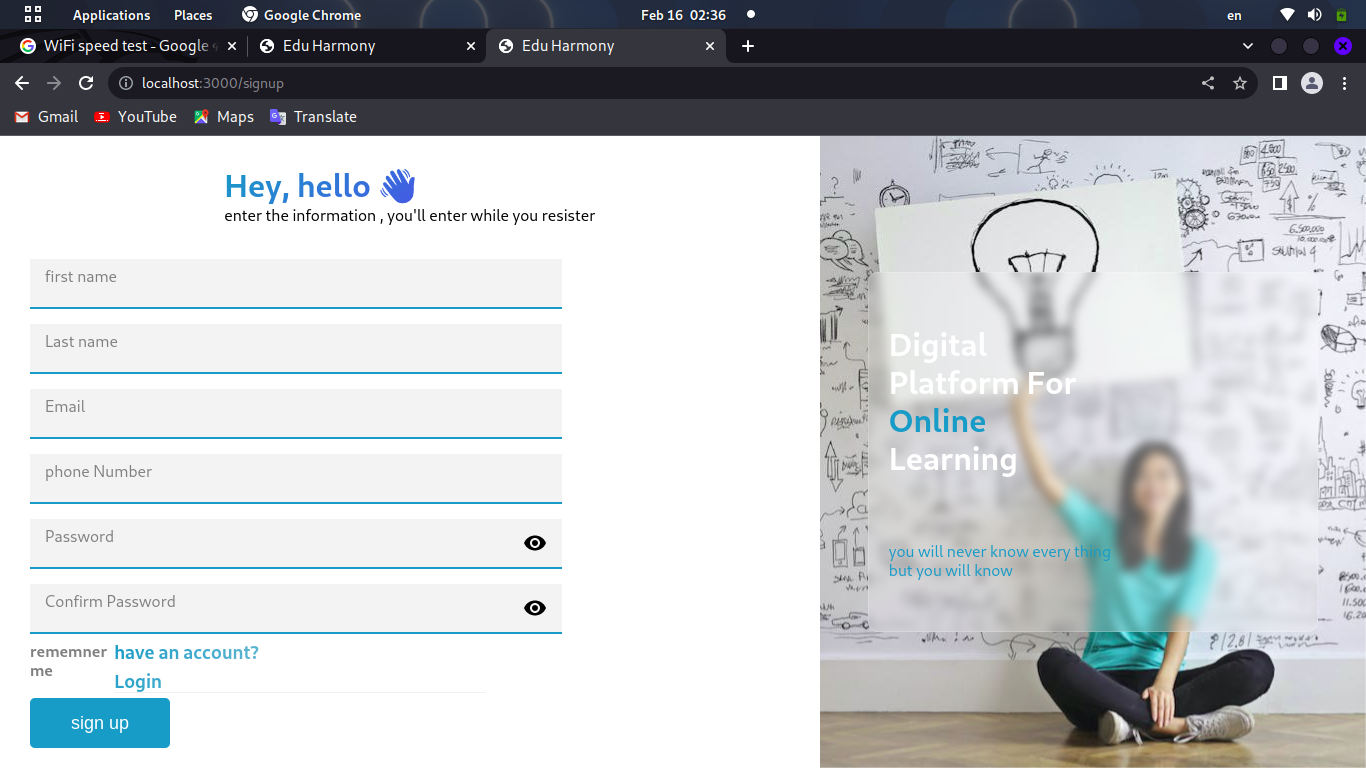 Applications Places Google Chrome Feb 16 02:36 en
WiFi speed test - Google Edu Harmony Edu Harmony
localhost:3000/signup
Gmail YouTube Maps Translate
Hey, hello 👋
enter the information , you'll enter while you resister
first name
Last name
Email
phone Number
Password
Confirm Password
rememner
me
have an account?
Login
sign up
Digital
Platform For
Online
Learning
you will never know every thing
but you will know